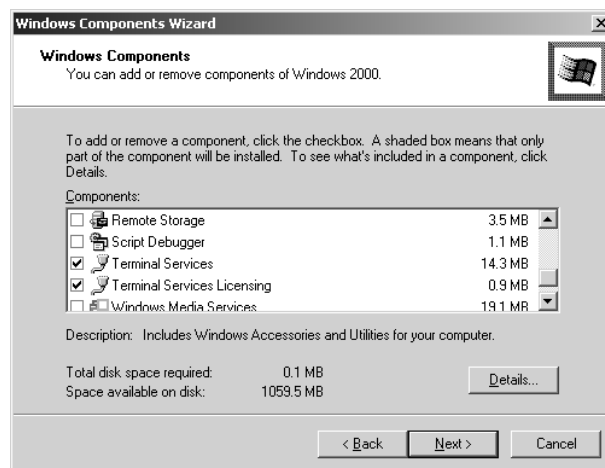 Windows Components Wizard
Windows Components
You can add or remove components of Windows 2000.
To add or remove a component, click the checkbox. A shaded box means that only
part of the component will be installed. To see what's included in a component, click
Details.
Components:
Remote Storage 3.5 MB
Script Debugger 1.1 MB
Terminal Services 14.3 MB
Terminal Services Licensing 0.9 MB
Windows Media Services 19.1 MB
Description: Includes Windows Accessories and Utilities for your computer.
Total disk space required: 0.1 MB
Space available on disk: 1059.5 MB
Details...
< Back Next > Cancel